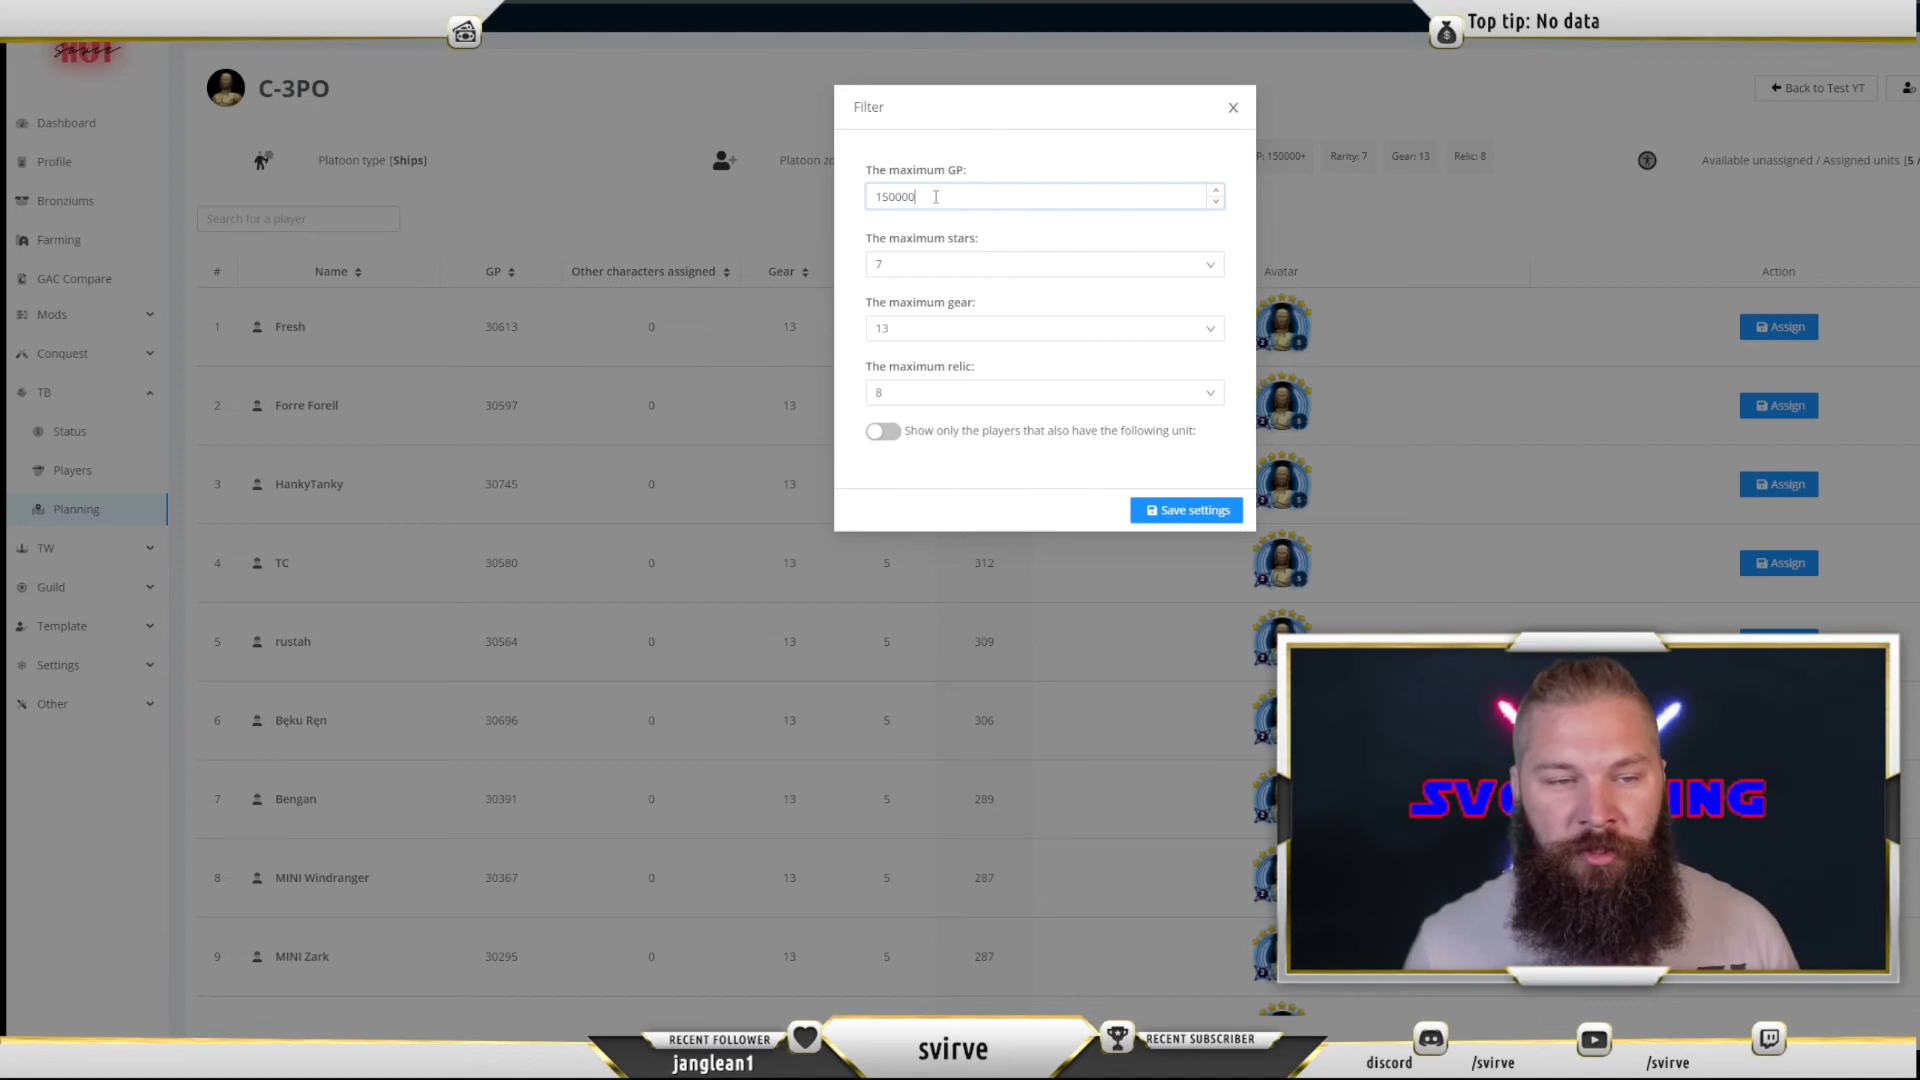 Top tip: No data
sauce
HOT
C-3PO
Back to Test YT
Platoon type [Ships]
Platoon zo
P: 150000+
Rarity: 7
Gear: 13
Relic: 8
Available unassigned / Assigned units [5 /
Search for a player
Dashboard
Profile
Bronziums
Farming
GAC Compare
Mods
Conquest
TB
Status
Players
Planning
TW
Guild
Template
Settings
Other
Filter
X
The maximum GP:
150000
The maximum stars:
7
The maximum gear:
13
The maximum relic:
8
Show only the players that also have the following unit:
Save settings
# Name GP Other characters assigned Gear Avatar Action
1 Fresh 30613 0 13 Assign
2 Forre Forell 30597 0 13 Assign
3 HankyTanky 30745 0 13 Assign
4 TC 30580 0 13 5 312 Assign
5 rustah 30564 0 13 5 309
6 Bęku Ręn 30696 0 13 5 306
7 Bengan 30391 0 13 5 289
8 MINI Windranger 30367 0 13 5 287
9 MINI Zark 30295 0 13 5 287
RECENT FOLLOWER
janglean1
svirve
RECENT SUBSCRIBER
discord
/svirve
/svirve